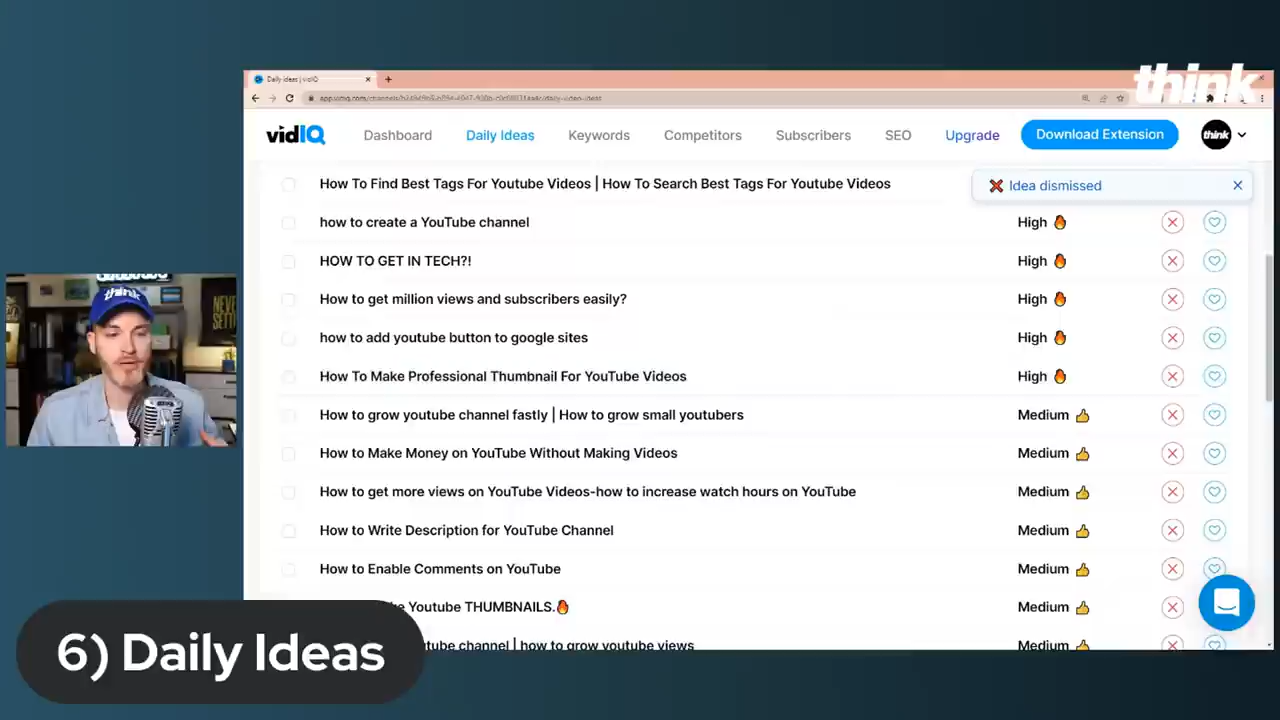 think
Daily Ideas | vidIQ
vidIQ
Dashboard
Daily Ideas
Keywords
Competitors
Subscribers
SEO
Upgrade
Download Extension
think
How To Find Best Tags For Youtube Videos | How To Search Best Tags For Youtube Videos
Idea dismissed
how to create a YouTube channel
High
HOW TO GET IN TECH?!
High
How to get million views and subscribers easily?
High
how to add youtube button to google sites
High
How To Make Professional Thumbnail For YouTube Videos
High
How to grow youtube channel fastly | How to grow small youtubers
Medium
How to Make Money on YouTube Without Making Videos
Medium
How to get more views on YouTube Videos-how to increase watch hours on YouTube
Medium
How to Write Description for YouTube Channel
Medium
How to Enable Comments on YouTube
Medium
Youtube THUMBNAILS.
Medium
channel | how to grow youtube views
Medium
think
6) Daily Ideas